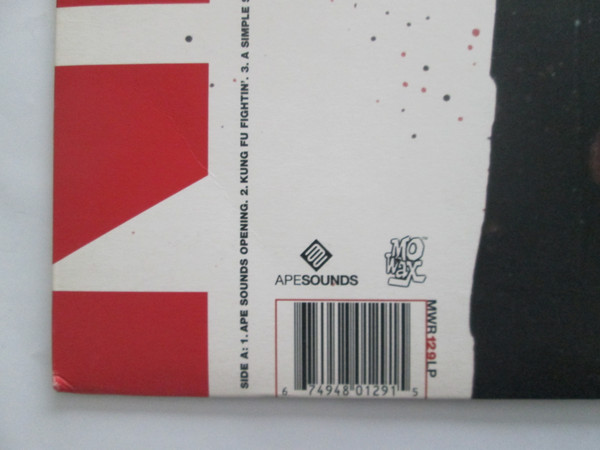 SIDE A: 1. APE SOUNDS OPENING. 2. KUNG FU FIGHTIN'. 3. A SIMPLE
APESOUNDS
MO WAX
MWR129LP
6 74948 01291 5